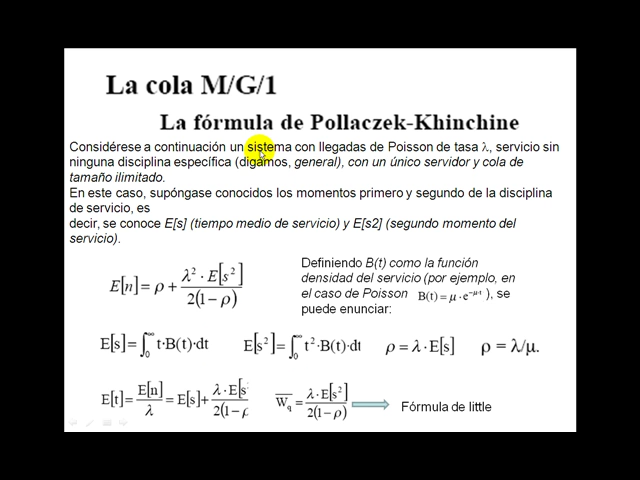 La cola M/G/1
La fórmula de Pollaczek-Khinchine
Considérese a continuación un sistema con llegadas de Poisson de tasa λ, servicio sin
ninguna disciplina específica (digamos, general), con un único servidor y cola de
tamaño ilimitado.
En este caso, supóngase conocidos los momentos primero y segundo de la disciplina
de servicio, es
decir, se conoce E[s] (tiempo medio de servicio) y E[s2] (segundo momento del
servicio).
Definiendo B(t) como la función
densidad del servicio (por ejemplo, en
el caso de Poisson B(t) = μ·e^{-μ·t} ), se
puede enunciar:
E[n] = ρ + λ²·E[s²] / 2(1-ρ)
E[s] = ∫₀^∞ t·B(t)·dt E[s²] = ∫₀^∞ t²·B(t)·dt ρ = λ·E[s] ρ = λ/μ.
E[t] = E[n]/λ = E[s] + λ·E[s / 2(1-ρ W̄q = λ·E[s²] / 2(1-ρ) Fórmula de little